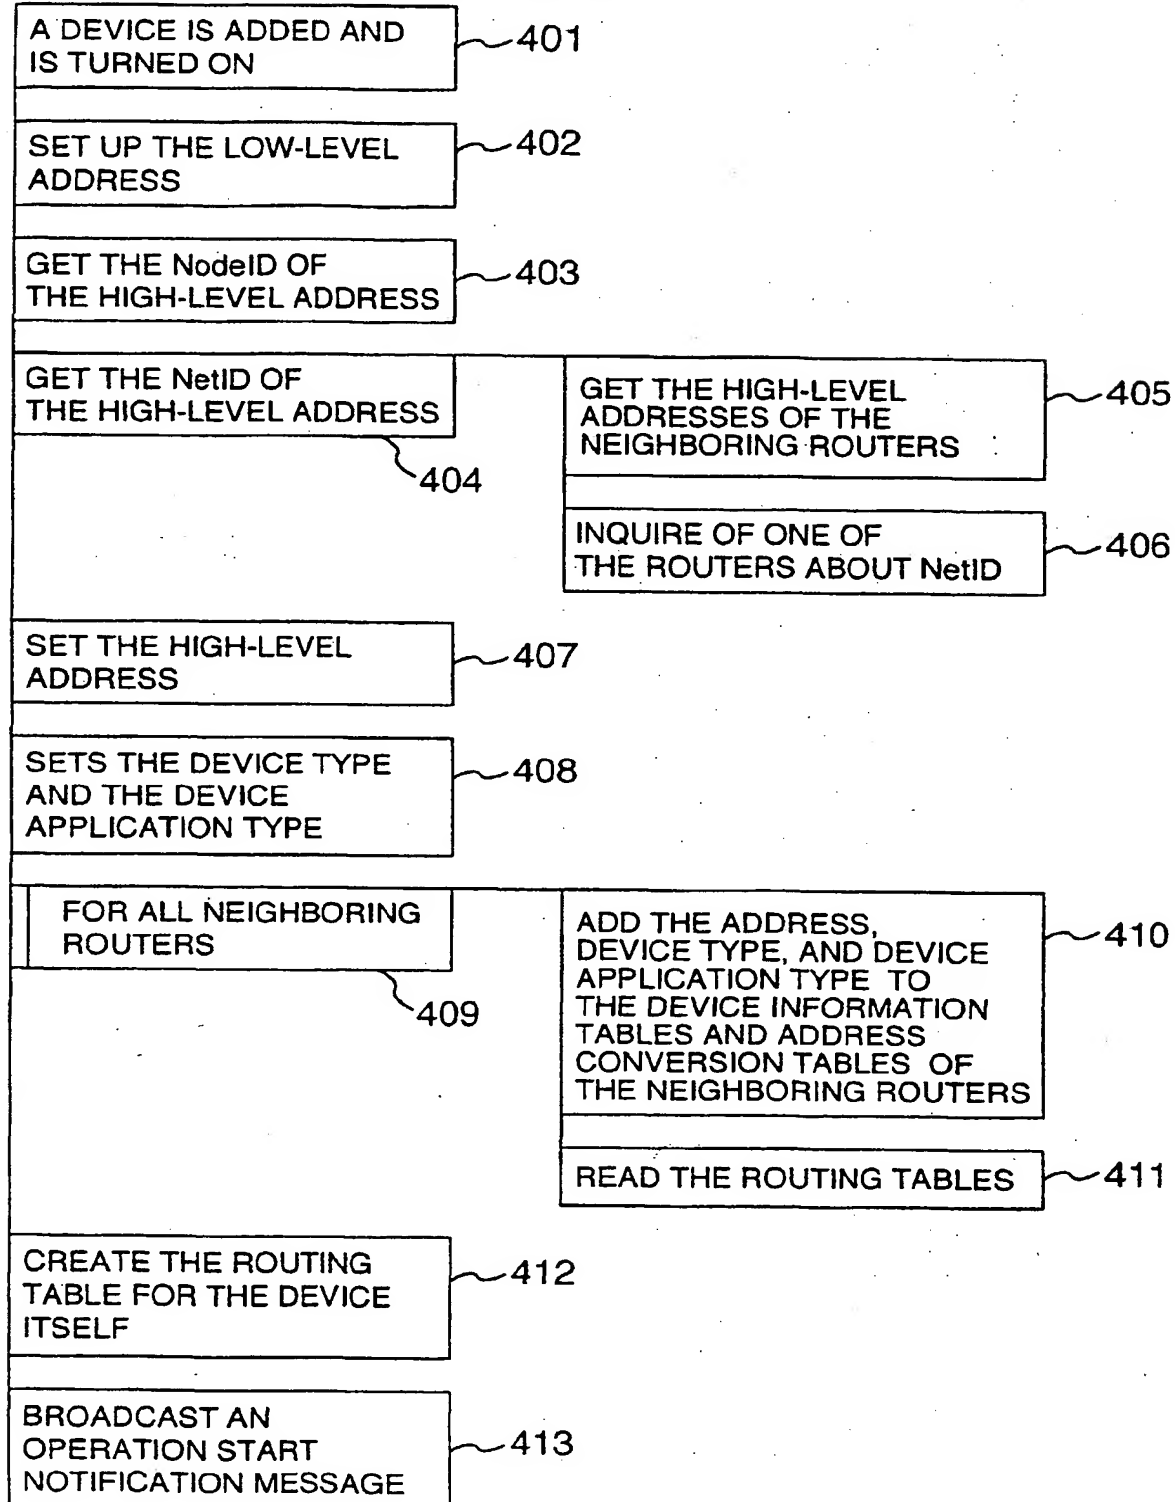 A DEVICE IS ADDED AND
IS TURNED ON
401
SET UP THE LOW-LEVEL
ADDRESS
402
GET THE NodeID OF
THE HIGH-LEVEL ADDRESS
403
GET THE NetID OF
THE HIGH-LEVEL ADDRESS
404
GET THE HIGH-LEVEL
ADDRESSES OF THE
NEIGHBORING ROUTERS
405
INQUIRE OF ONE OF
THE ROUTERS ABOUT NetID
406
SET THE HIGH-LEVEL
ADDRESS
407
SETS THE DEVICE TYPE
AND THE DEVICE
APPLICATION TYPE
408
FOR ALL NEIGHBORING
ROUTERS
409
ADD THE ADDRESS,
DEVICE TYPE, AND DEVICE
APPLICATION TYPE TO
THE DEVICE INFORMATION
TABLES AND ADDRESS
CONVERSION TABLES OF
THE NEIGHBORING ROUTERS
410
READ THE ROUTING TABLES
411
CREATE THE ROUTING
TABLE FOR THE DEVICE
ITSELF
412
BROADCAST AN
OPERATION START
NOTIFICATION MESSAGE
413